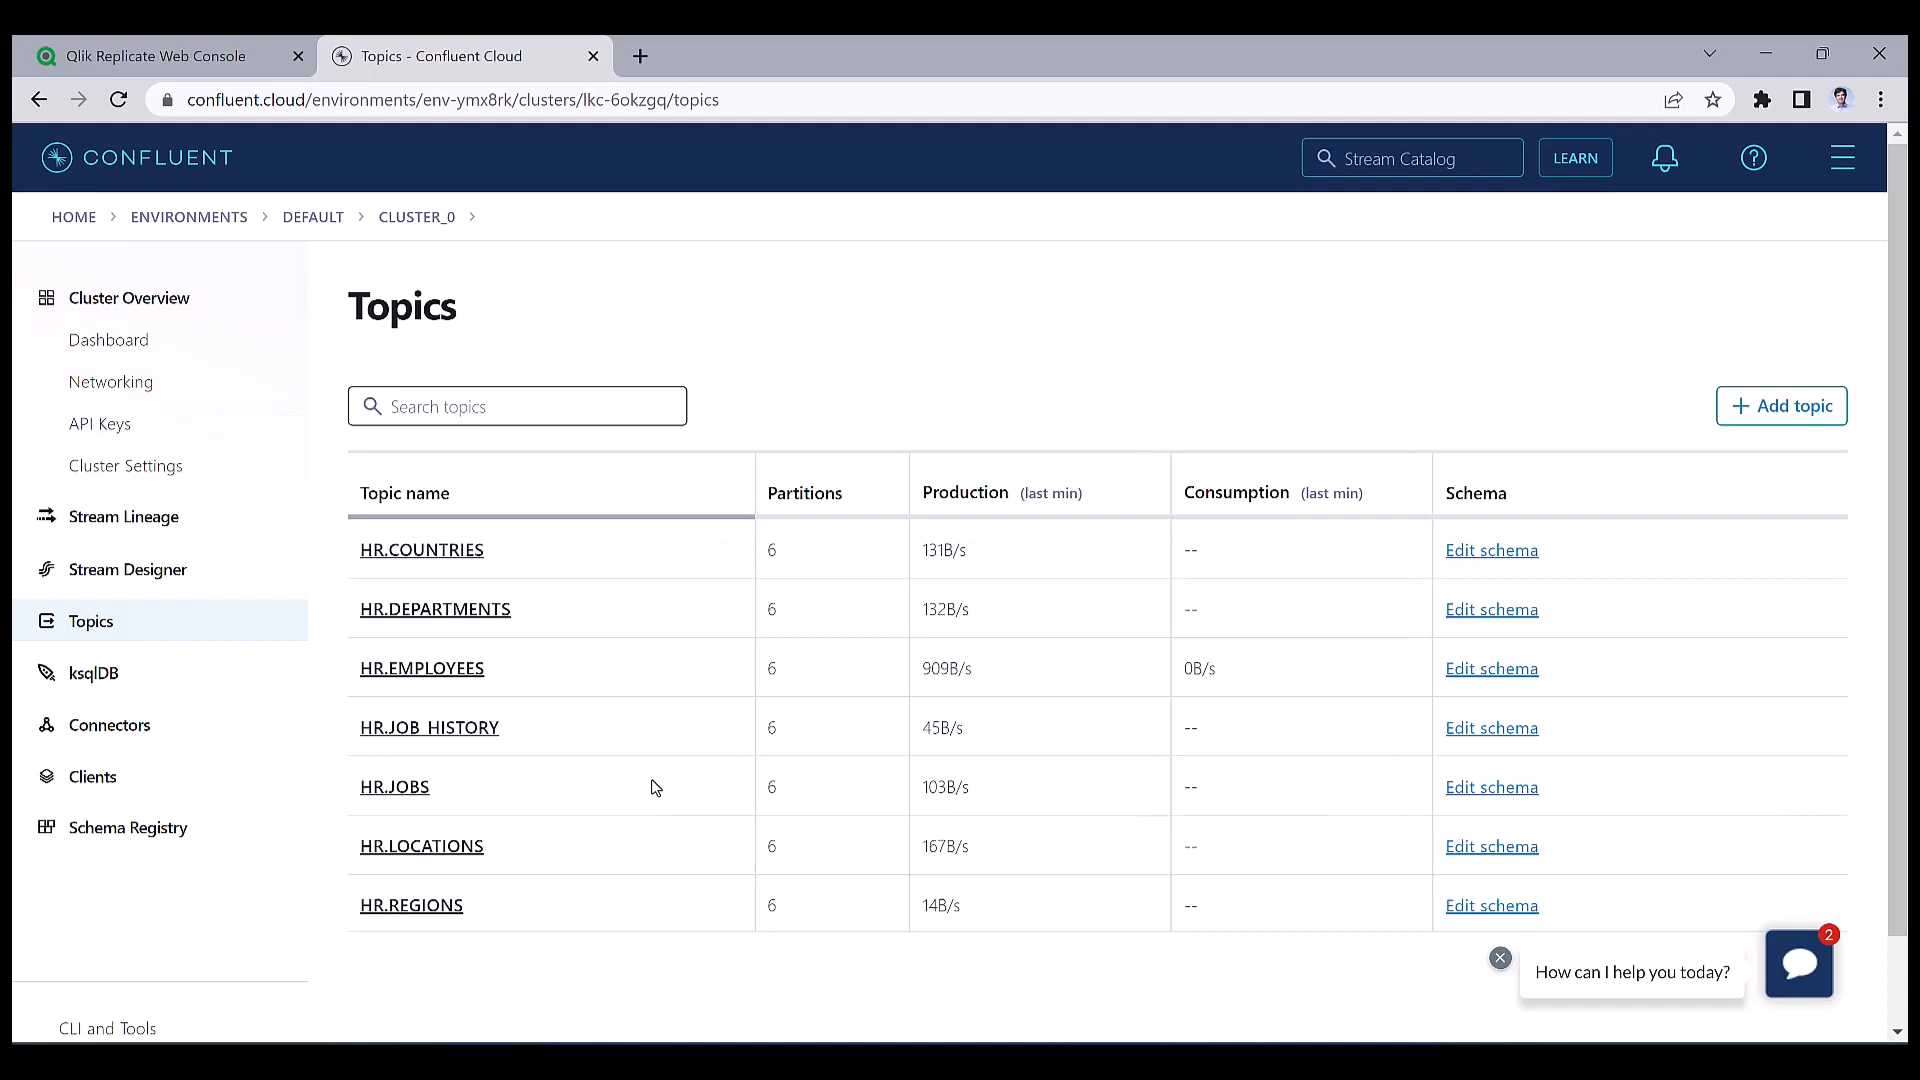 Qlik Replicate Web Console
Topics - Confluent Cloud
confluent.cloud/environments/env-ymx8rk/clusters/lkc-6okzgq/topics
CONFLUENT
Stream Catalog
LEARN
HOME > ENVIRONMENTS > DEFAULT > CLUSTER_0 >
Cluster Overview
Dashboard
Networking
API Keys
Cluster Settings
Stream Lineage
Stream Designer
Topics
ksqlDB
Connectors
Clients
Schema Registry
CLI and Tools
Topics
Search topics
+ Add topic
Topic name Partitions Production (last min) Consumption (last min) Schema
HR.COUNTRIES 6 131B/s -- Edit schema
HR.DEPARTMENTS 6 132B/s -- Edit schema
HR.EMPLOYEES 6 909B/s 0B/s Edit schema
HR.JOB_HISTORY 6 45B/s -- Edit schema
HR.JOBS 6 103B/s -- Edit schema
HR.LOCATIONS 6 167B/s -- Edit schema
HR.REGIONS 6 14B/s -- Edit schema
How can I help you today?
2